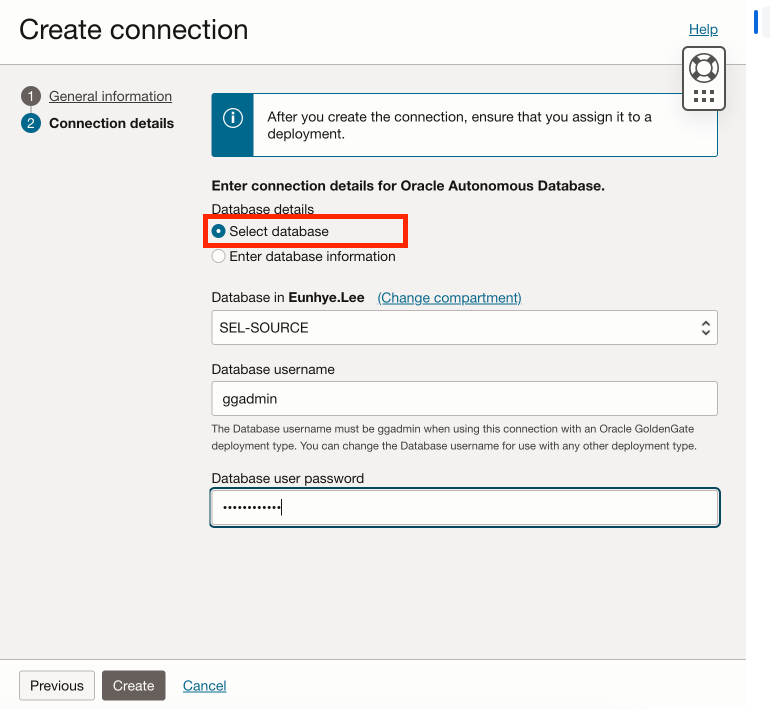 Create connection
Help
1 General information
2 Connection details
After you create the connection, ensure that you assign it to a
deployment.
Enter connection details for Oracle Autonomous Database.
Database details
Select database
Enter database information
Database in Eunhye.Lee (Change compartment)
SEL-SOURCE
Database username
ggadmin
The Database username must be ggadmin when using this connection with an Oracle GoldenGate
deployment type. You can change the Database username for use with any other deployment type.
Database user password
••••••••••••
Previous
Create
Cancel